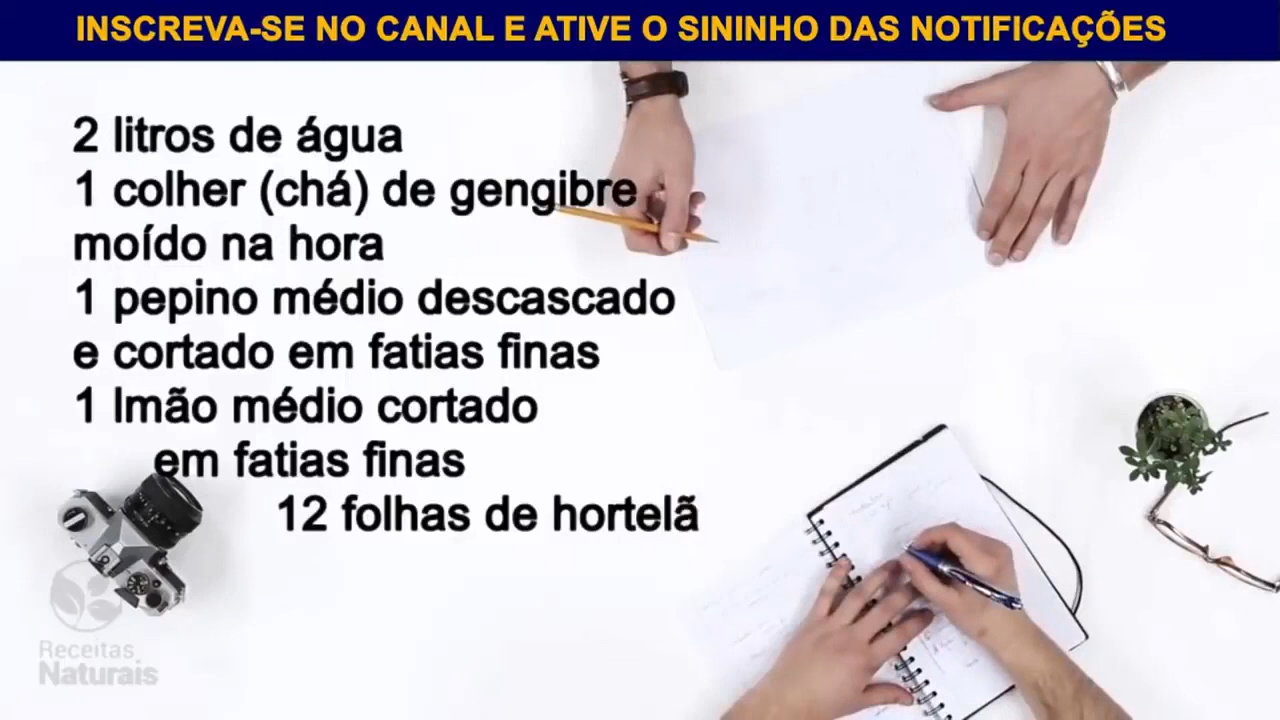 INSCREVA-SE NO CANAL E ATIVE O SININHO DAS NOTIFICAÇÕES
2 litros de água
1 colher (chá) de gengibre
moído na hora
1 pepino médio descascado
e cortado em fatias finas
1 lmão médio cortado
em fatias finas
12 folhas de hortelã
Receitas
Naturais